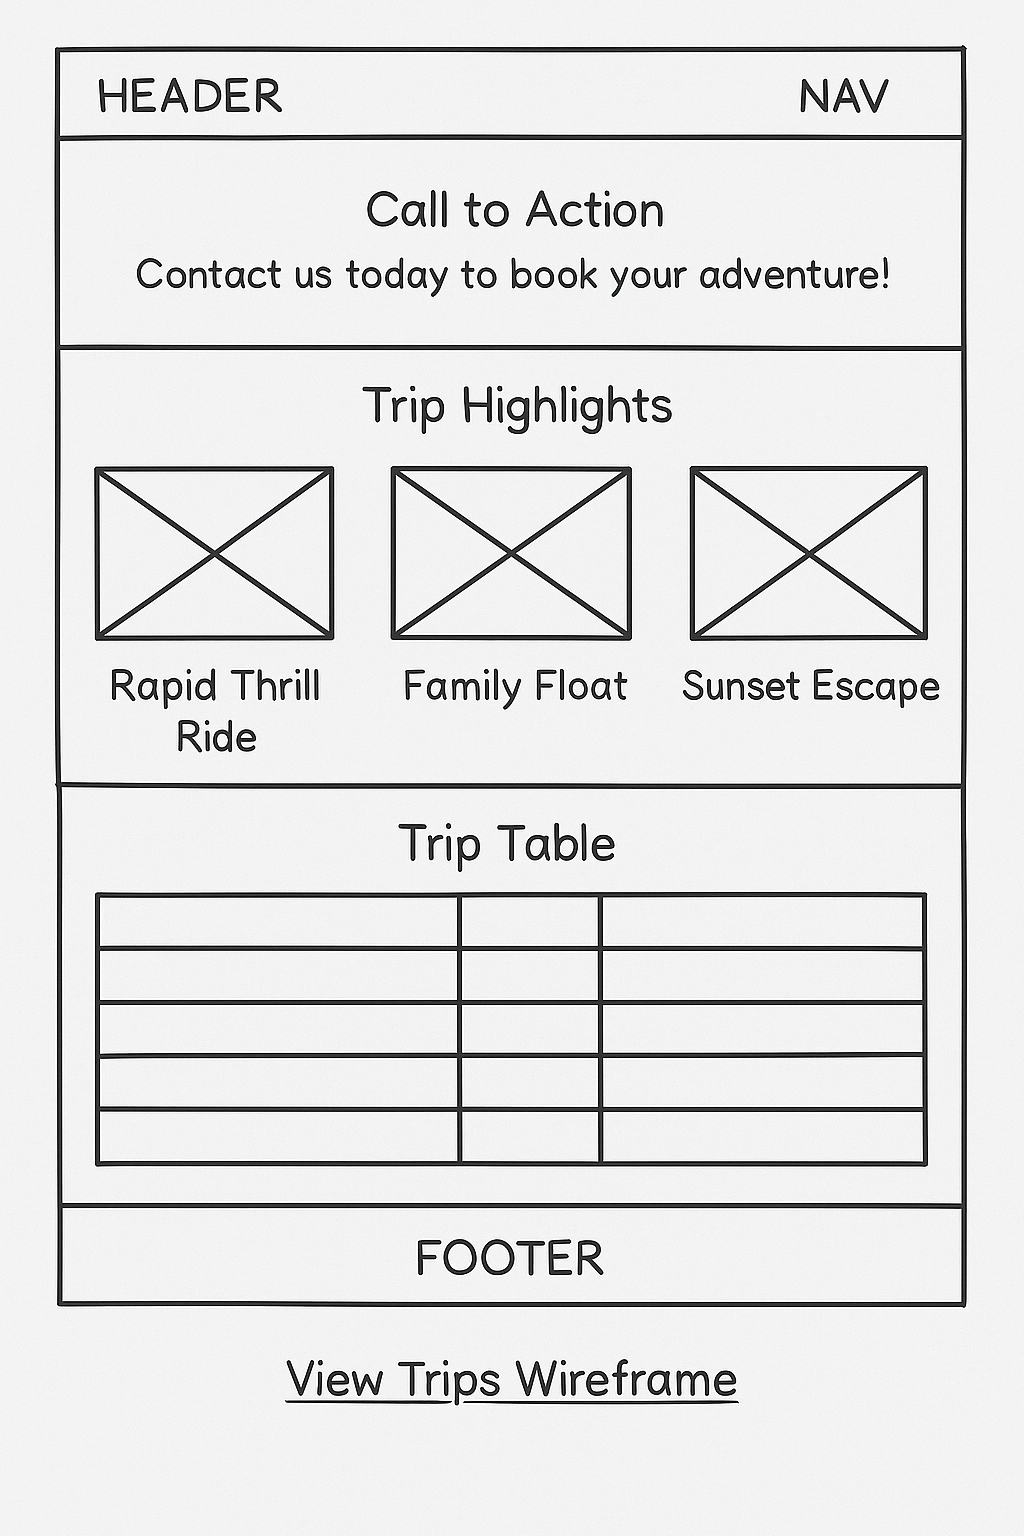 HEADER NAV
Call to Action
Contact us today to book your adventure!
Trip Highlights
Rapid Thrill
Ride
Family Float
Sunset Escape
Trip Table
FOOTER
View Trips Wireframe